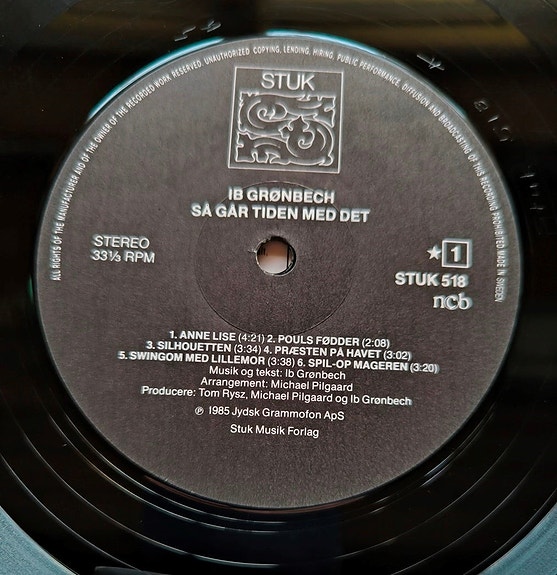 ALL RIGHTS OF THE MANUFACTURER AND OF THE OWNER OF THE RECORDED WORK RESERVED. UNAUTHORIZED COPYING, LENDING, HIRING, PUBLIC PERFORMANCE, DIFFUSION AND BROADCASTING OF THIS RECORDING PROHIBITED MADE IN SWEDEN
STUK
IB GRØNBECH
SÅ GÅR TIDEN MED DET
STEREO
33⅓ RPM
★1
STUK 518
ncb
1. ANNE LISE (4:21) 2. POULS FØDDER (2:08)
3. SILHOUETTEN (3:34) 4. PRÆSTEN PÅ HAVET (3:02)
5. SWINGOM MED LILLEMOR (3:38) 6. SPIL-OP MAGEREN (3:20)
Musik og tekst: Ib Grønbech
Arrangement: Michael Pilgaard
Producere: Tom Rysz, Michael Pilgaard og Ib Grønbech
℗ 1985 Jydsk Grammofon ApS
Stuk Musik Forlag